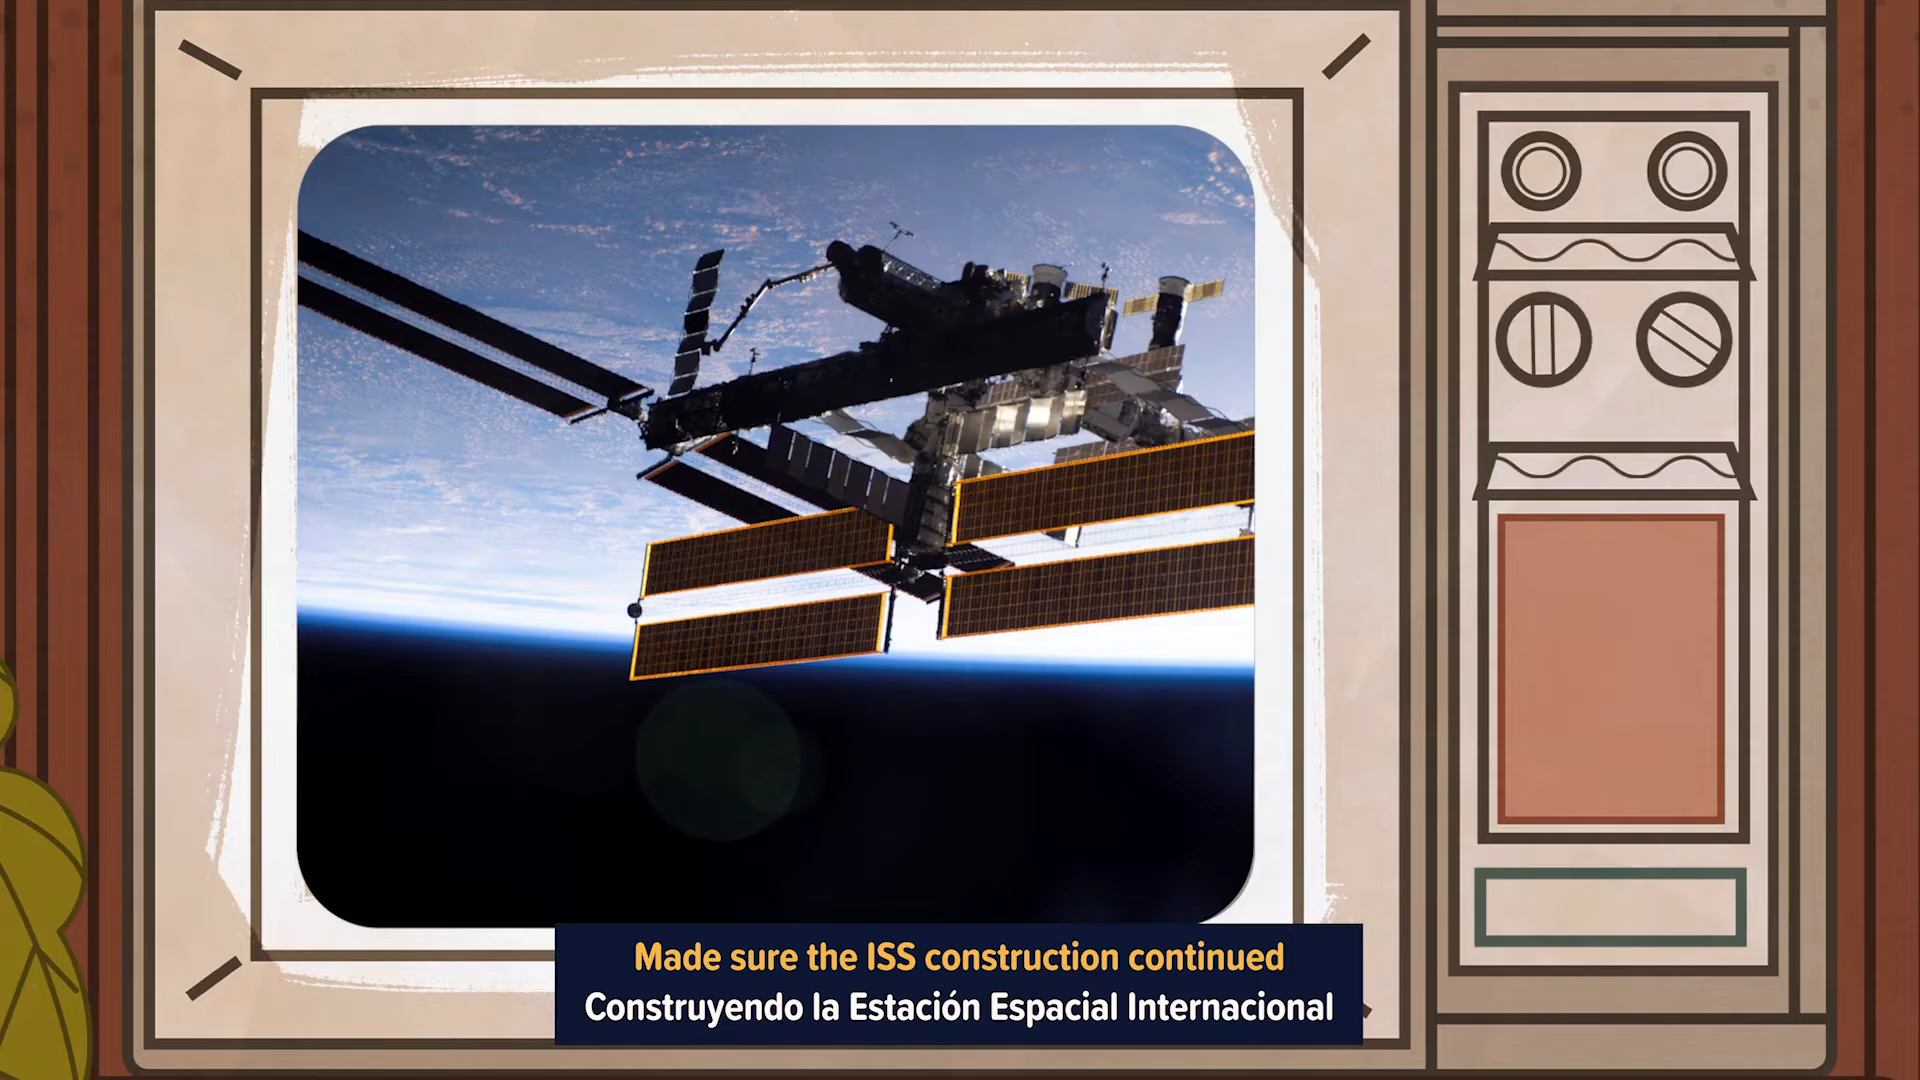 Made sure the ISS construction continued
Construyendo la Estación Espacial Internacional